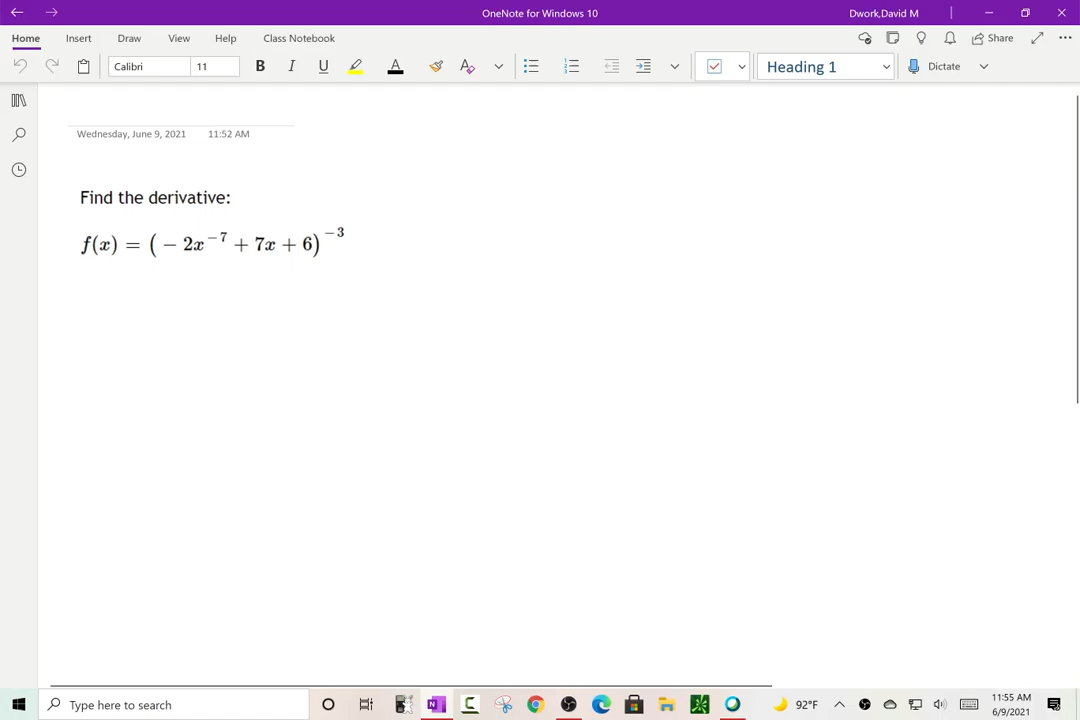 OneNote for Windows 10
Dwork,David M
Home Insert Draw View Help Class Notebook Share
Calibri 11 B I U A A Heading 1 Dictate
Wednesday, June 9, 2021 11:52 AM
Find the derivative:
f(x) = (− 2x⁻⁷ + 7x + 6)⁻³
Type here to search
N
92°F
11:55 AM
6/9/2021